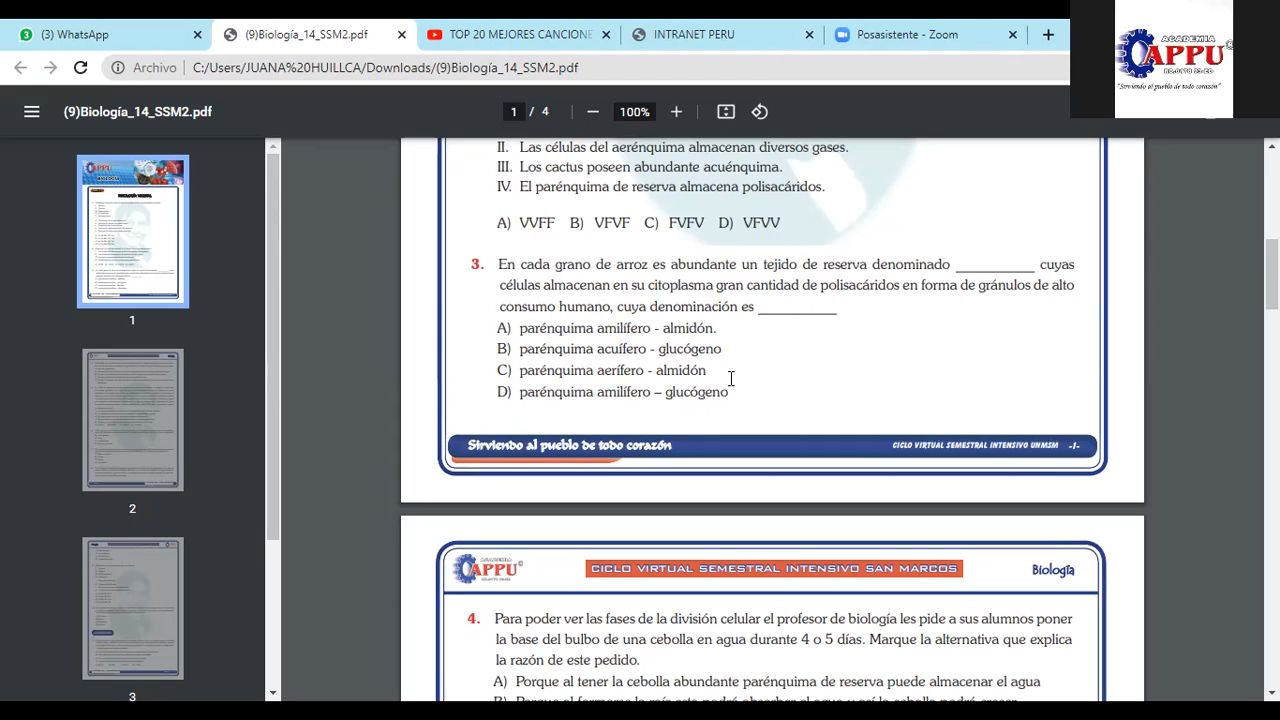 (3) WhatsApp
(9)Biología_14_SSM2.pdf
TOP 20 MEJORES CANCIONE
INTRANET PERU
Posasistente - Zoom
ACADEMIA
APPU
"Sirviendo al pueblo de todo corazón"
Archivo
C:/Users/JUANA%20HUILLCA/Downloads/(9)Biología_14_SSM2.pdf
(9)Biología_14_SSM2.pdf
1 / 4
100%
II. Las células del aerénquima almacenan diversos gases.
III. Los cactus poseen abundante acuénquima.
IV. El parénquima de reserva almacena polisacáridos.
A) VVFF B) VFVF C) FVFV D) VFVV
3. En cada grano de arroz es abundante un tejido de reserva denominado __________ cuyas
células almacenan en su citoplasma gran cantidad de polisacáridos en forma de gránulos de alto
consumo humano, cuya denominación es __________
A) parénquima amilífero - almidón.
B) parénquima acuífero - glucógeno
C) parénquima aerífero - almidón
D) parénquima amilífero – glucógeno
Sirviendo al pueblo de todo corazón
CICLO VIRTUAL SEMESTRAL INTENSIVO UNMSM -1-
ACADEMIA
APPU
CICLO VIRTUAL SEMESTRAL INTENSIVO SAN MARCOS
Biología
4. Para poder ver las fases de la división celular el profesor de biología les pide a sus alumnos poner
la base del bulbo de una cebolla en agua durante 4 o 5 días. Marque la alternativa que explica
la razón de este pedido.
A) Porque al tener la cebolla abundante parénquima de reserva puede almacenar el agua
1
2
3